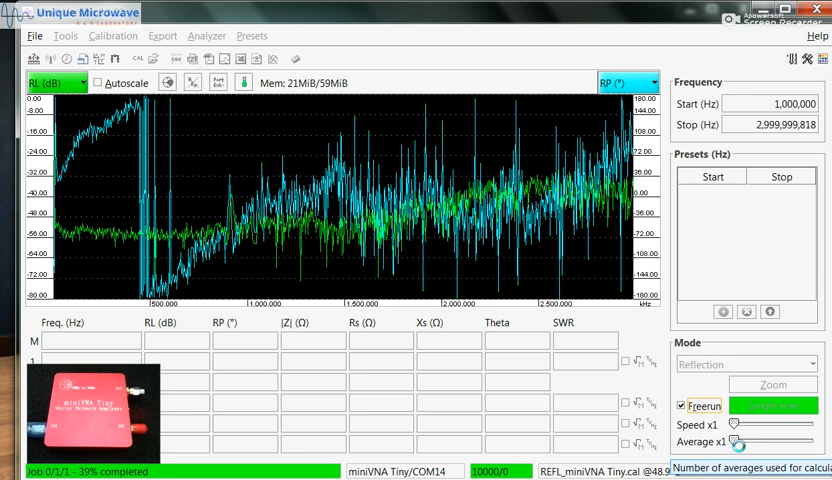 Unique Microwave
R & D LABORATORY
Apowersoft
Screen Recorder
File Tools Calibration Export Analyzer Presets Help
CAL
CSV
RL (dB)
Autoscale
Port
Ext.
Mem: 21MiB/59MiB
RP (°)
0.00
-8.00
-16.00
-24.00
-32.00
-40.00
-48.00
-56.00
-64.00
-72.00
-80.00
180.00
144.00
108.00
72.00
36.00
0.00
-36.00
-72.00
-108.00
-144.00
-180.00
500.000
1.000.000
1.500.000
2.000.000
2.500.000
kHz
Frequency
Start (Hz) 1,000,000
Stop (Hz) 2,999,999,818
Presets (Hz)
Start Stop
Freq. (Hz) RL (dB) RP (°) |Z| (Ω) Rs (Ω) Xs (Ω) Theta SWR
M
1
Mode
Reflection
Zoom
Freerun
Speed x1
Average x1
Number of averages used for calcula
miniVNA Tiny
Vector Network Analyzer
Job 0/1/1 - 39% completed
miniVNA Tiny/COM14
10000/0
REFL_miniVNA Tiny.cal @48.9